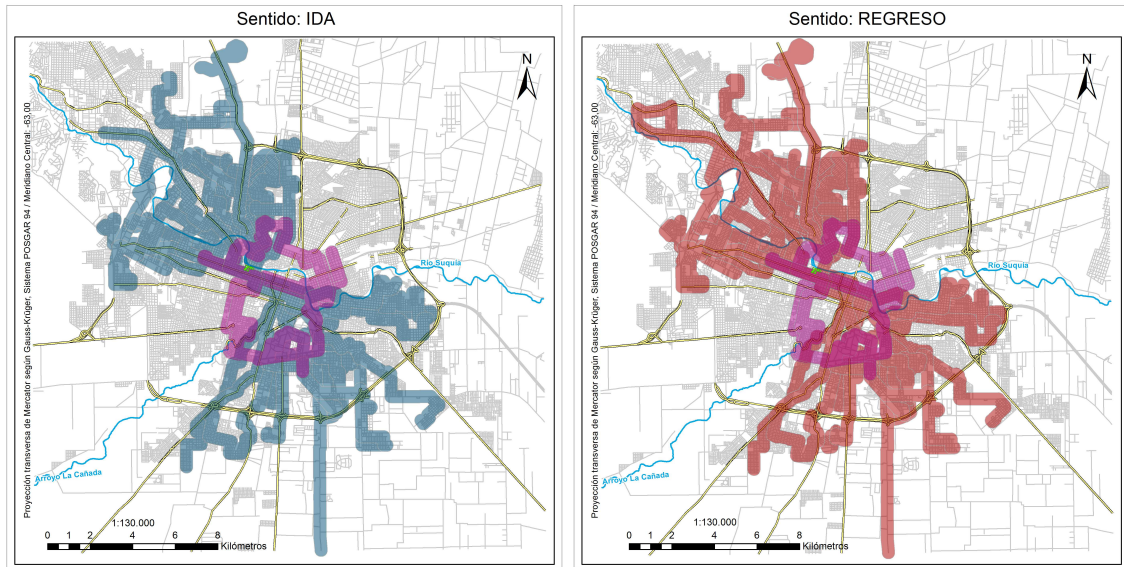 Sentido: IDA
N
Proyección transversa de Mercator según Gauss-Krüger, Sistema POSGAR 94 / Meridiano Central: -63,00
Río Suquía
Arroyo La Cañada
1:130.000
0 1 2 4 6 8
Kilómetros
Sentido: REGRESO
N
Proyección transversa de Mercator según Gauss-Krüger, Sistema POSGAR 94 / Meridiano Central: -63,00
Río Suquía
Arroyo La Cañada
1:130.000
0 1 2 4 6 8
Kilómetros